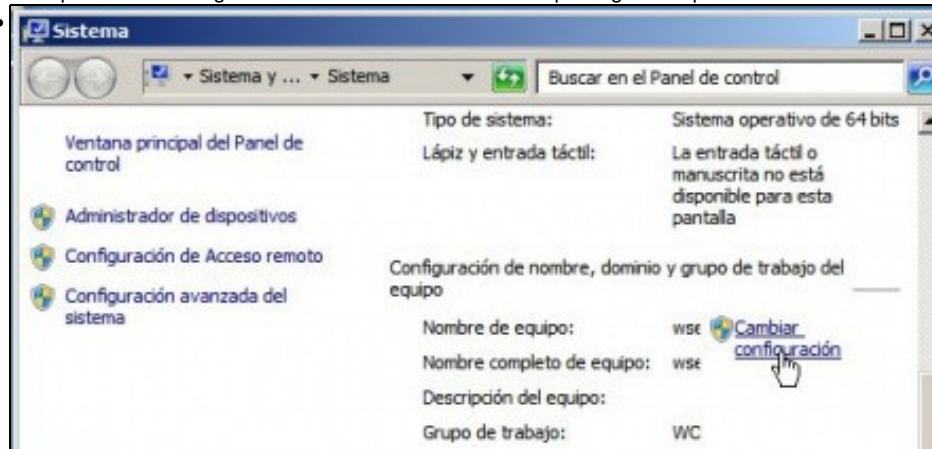 Sistema
Sistema y ... Sistema
Buscar en el Panel de control
Ventana principal del Panel de
control
Administrador de dispositivos
Configuración de Acceso remoto
Configuración avanzada del
sistema
Tipo de sistema: Sistema operativo de 64 bits
Lápiz y entrada táctil: La entrada táctil o
manuscrita no está
disponible para esta
pantalla
Configuración de nombre, dominio y grupo de trabajo del
equipo
Nombre de equipo: wse Cambiar
configuración
Nombre completo de equipo: wse
Descripción del equipo:
Grupo de trabajo: WC